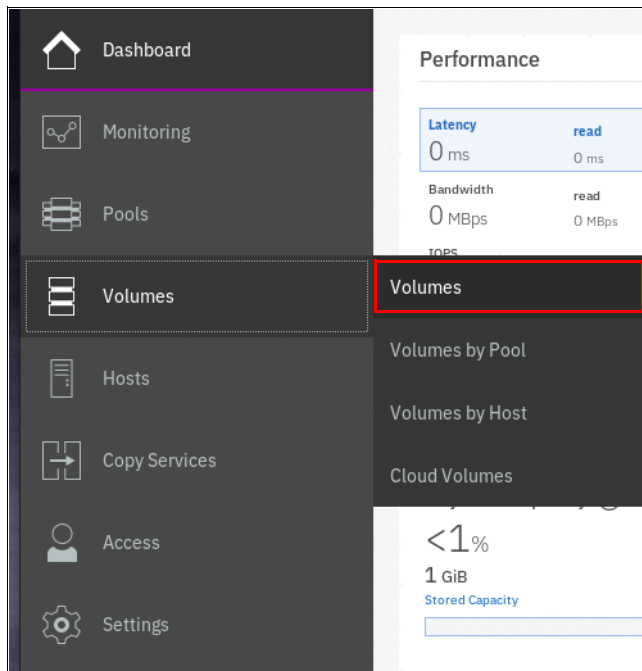 Dashboard
Monitoring
Pools
Volumes
Hosts
Copy Services
Access
Settings
Performance
Latency read
0 ms 0 ms
Bandwidth read
0 MBps 0 MBps
IOPS
Volumes
Volumes by Pool
Volumes by Host
Cloud Volumes
<1%
1 GiB
Stored Capacity